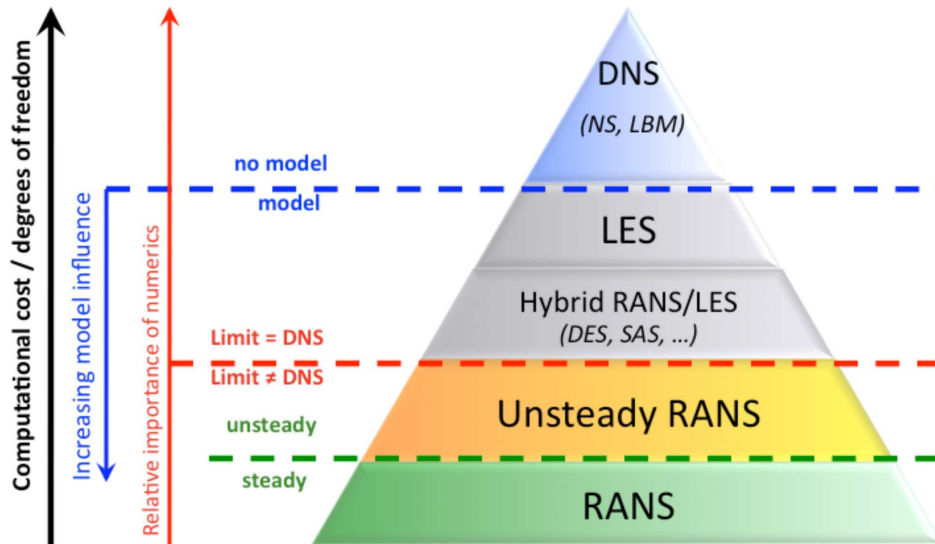 Computational cost / degrees of freedom
Increasing model influence
Relative importance of numerics
DNS
(NS, LBM)
no model
model
LES
Hybrid RANS/LES
(DES, SAS, ...)
Limit = DNS
Limit ≠ DNS
Unsteady RANS
unsteady
steady
RANS